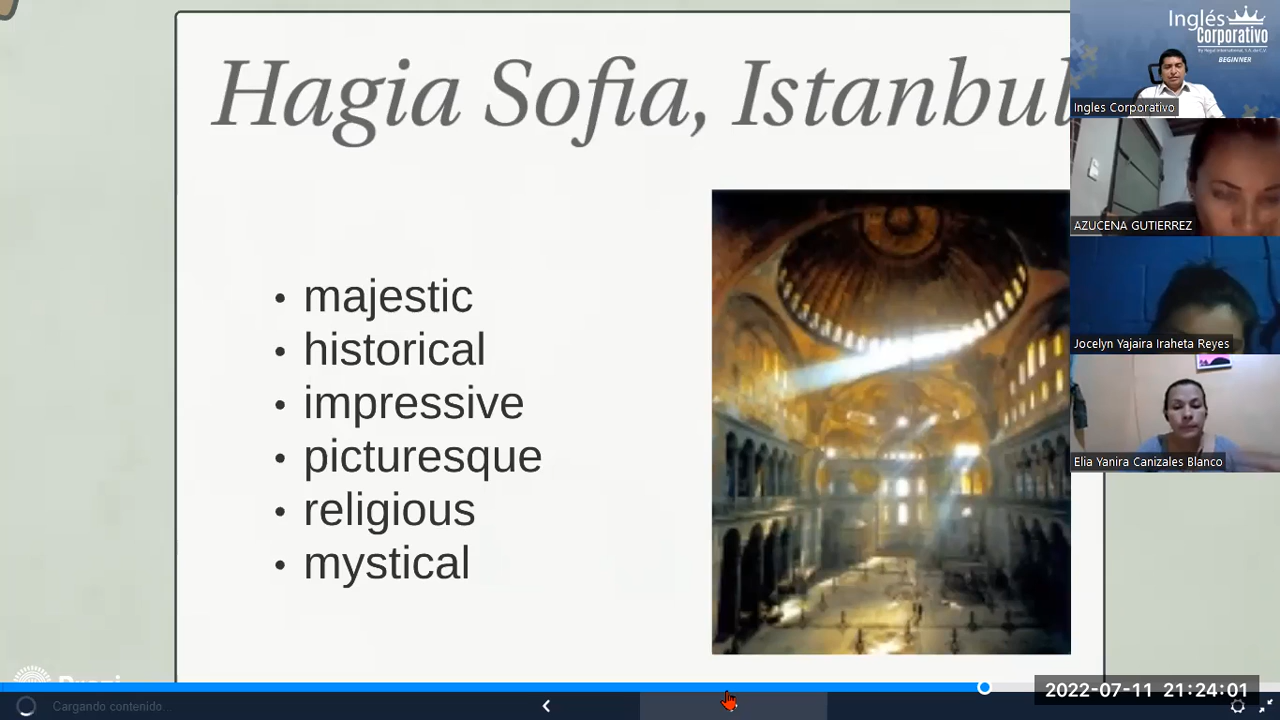 Hagia Sofia, Istanbul
• majestic
• historical
• impressive
• picturesque
• religious
• mystical
Inglés
Corporativo
BEGINNER
Ingles Corporativo
AZUCENA GUTIERREZ
Jocelyn Yajaira Iraheta Reyes
Elia Yanira Canizales Blanco
Prezi
Cargando contenido...
2022-07-11 21:24:01